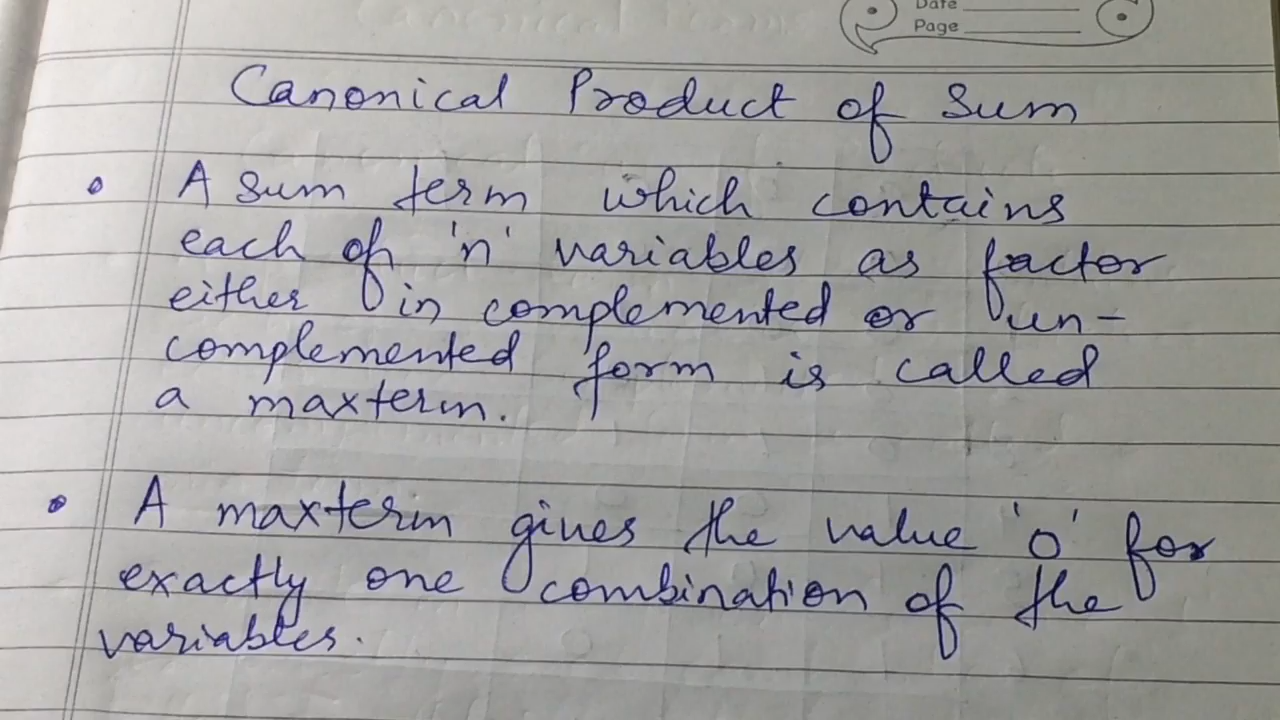 Date
Page
Canonical Product of Sum
• A sum term which contains
each of 'n' variables as factor
either in complemented or un-
complemented form is called
a maxterm.
• A maxterm gives the value '0' for
exactly one combination of the
variables.